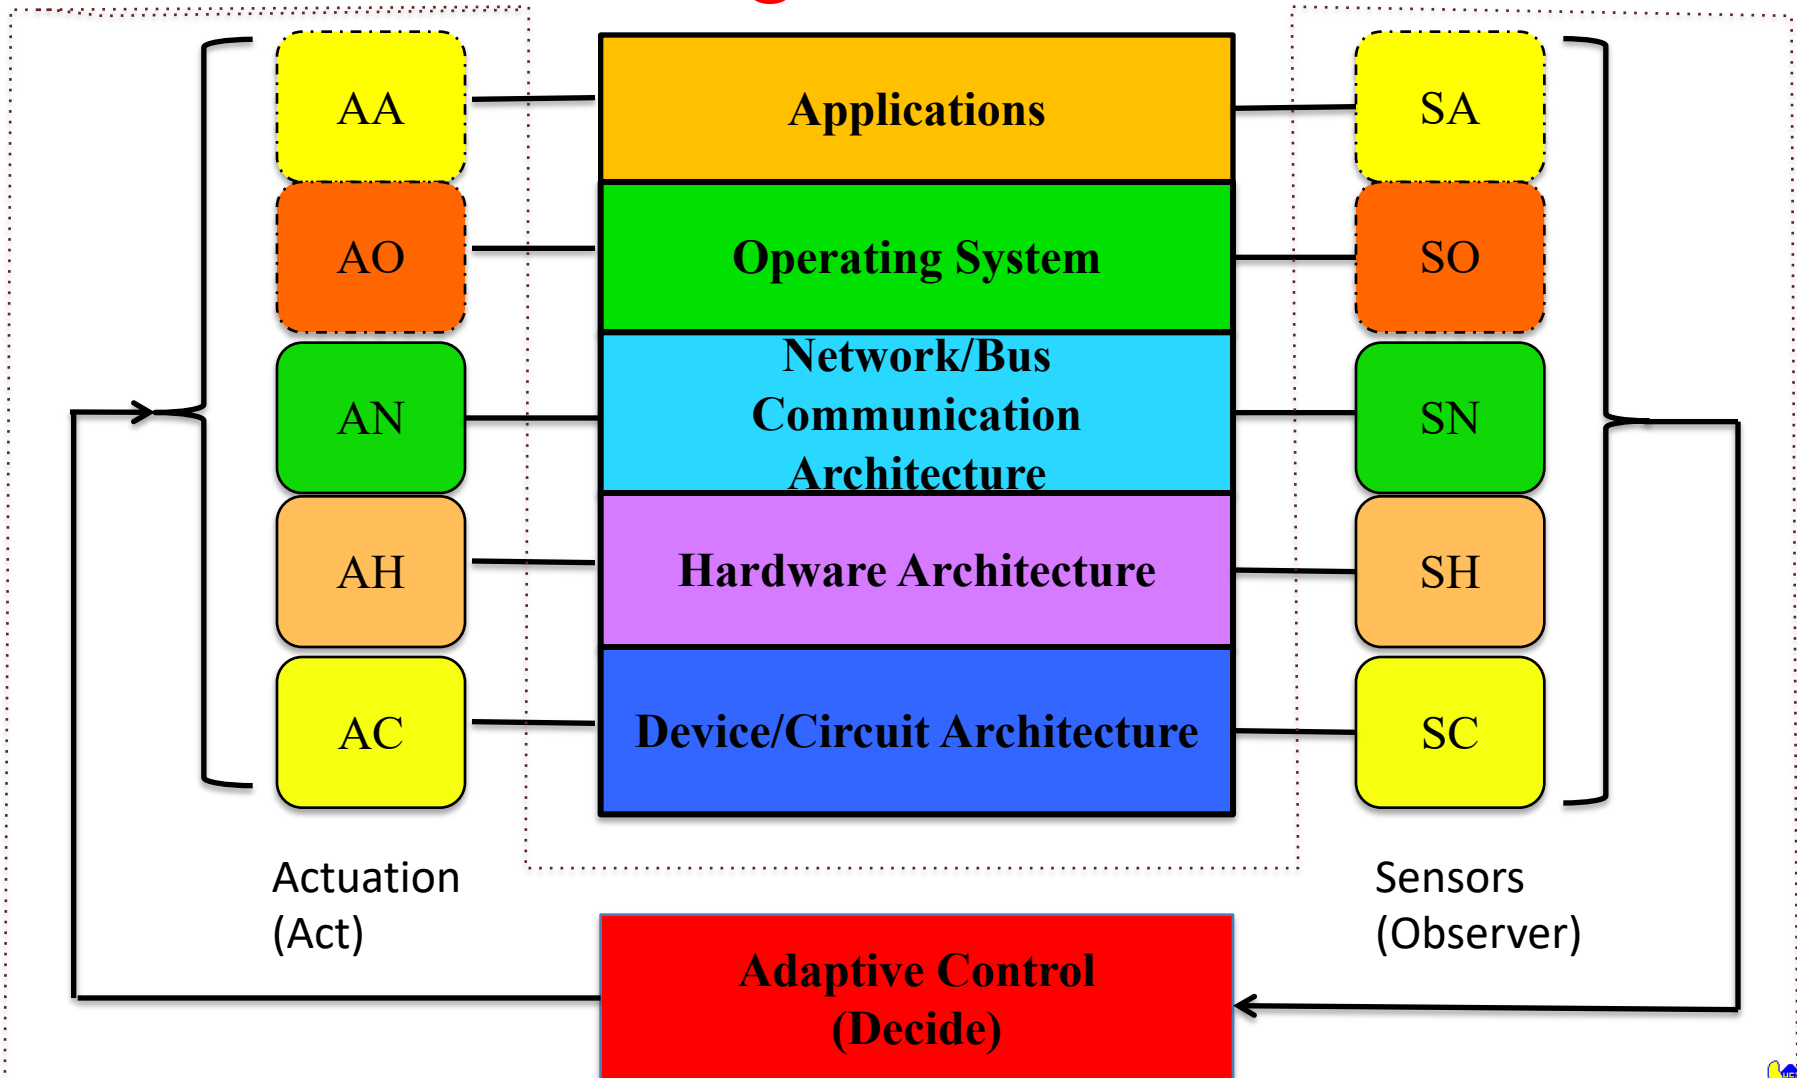 AA
Applications
SA
AO
Operating System
SO
Network/Bus
AN
Communication
SN
Architecture
AH
Hardware Architecture
SH
AC
Device/Circuit Architecture
SC
Actuation
(Act)
Sensors
(Observer)
Adaptive Control
(Decide)